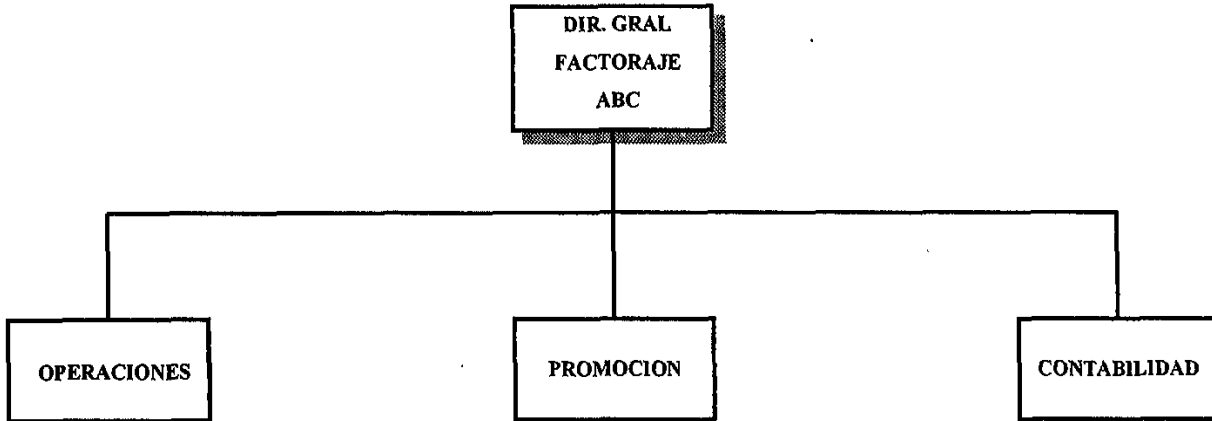 DIR. GRAL
FACTORAJE
ABC
OPERACIONES
PROMOCION
CONTABILIDAD